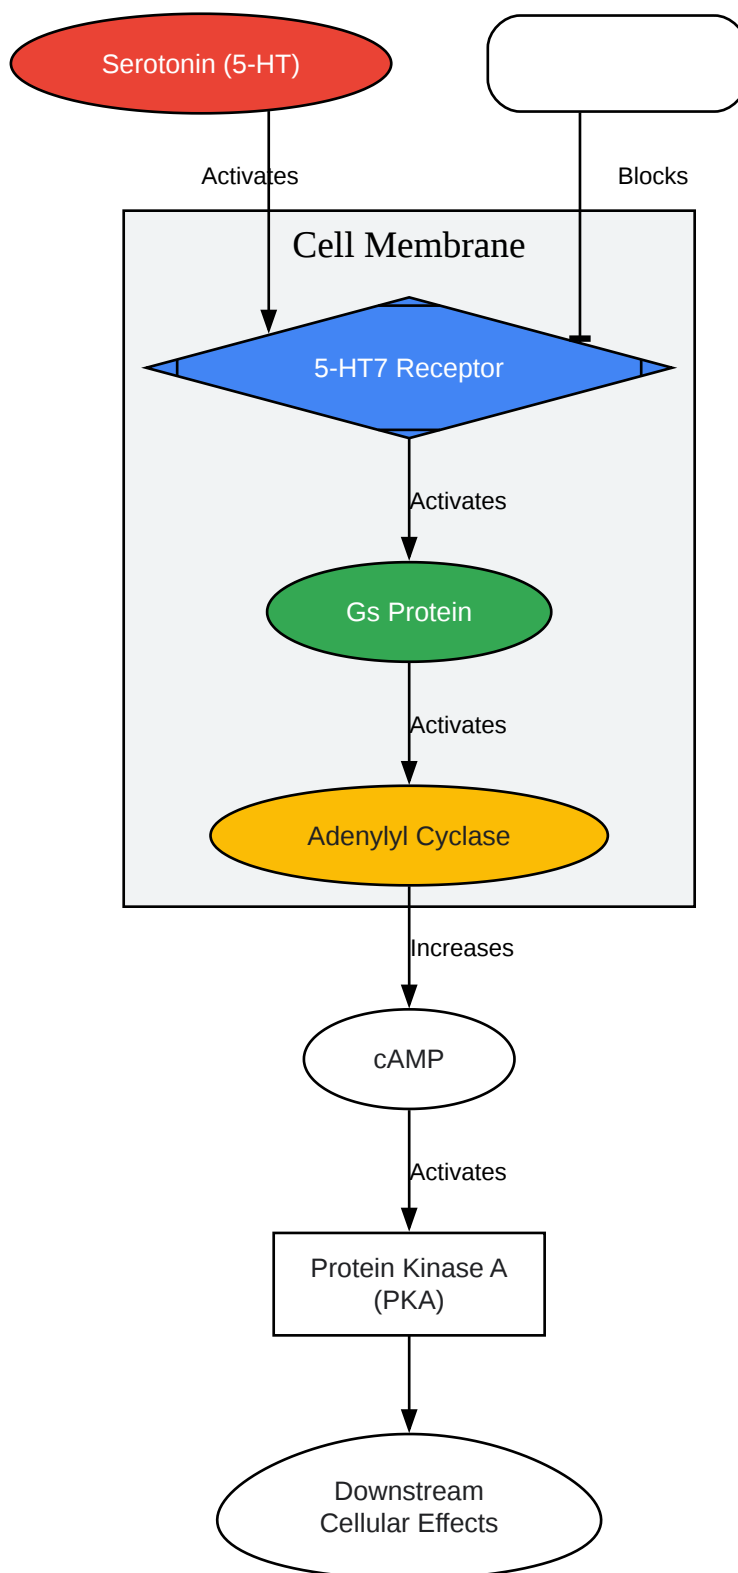 Serotonin (5-HT)
Activates
Blocks
Cell Membrane
5-HT7 Receptor
Activates
Gs Protein
Activates
Adenylyl Cyclase
Increases
cAMP
Activates
Protein Kinase A
(PKA)
Downstream
Cellular Effects